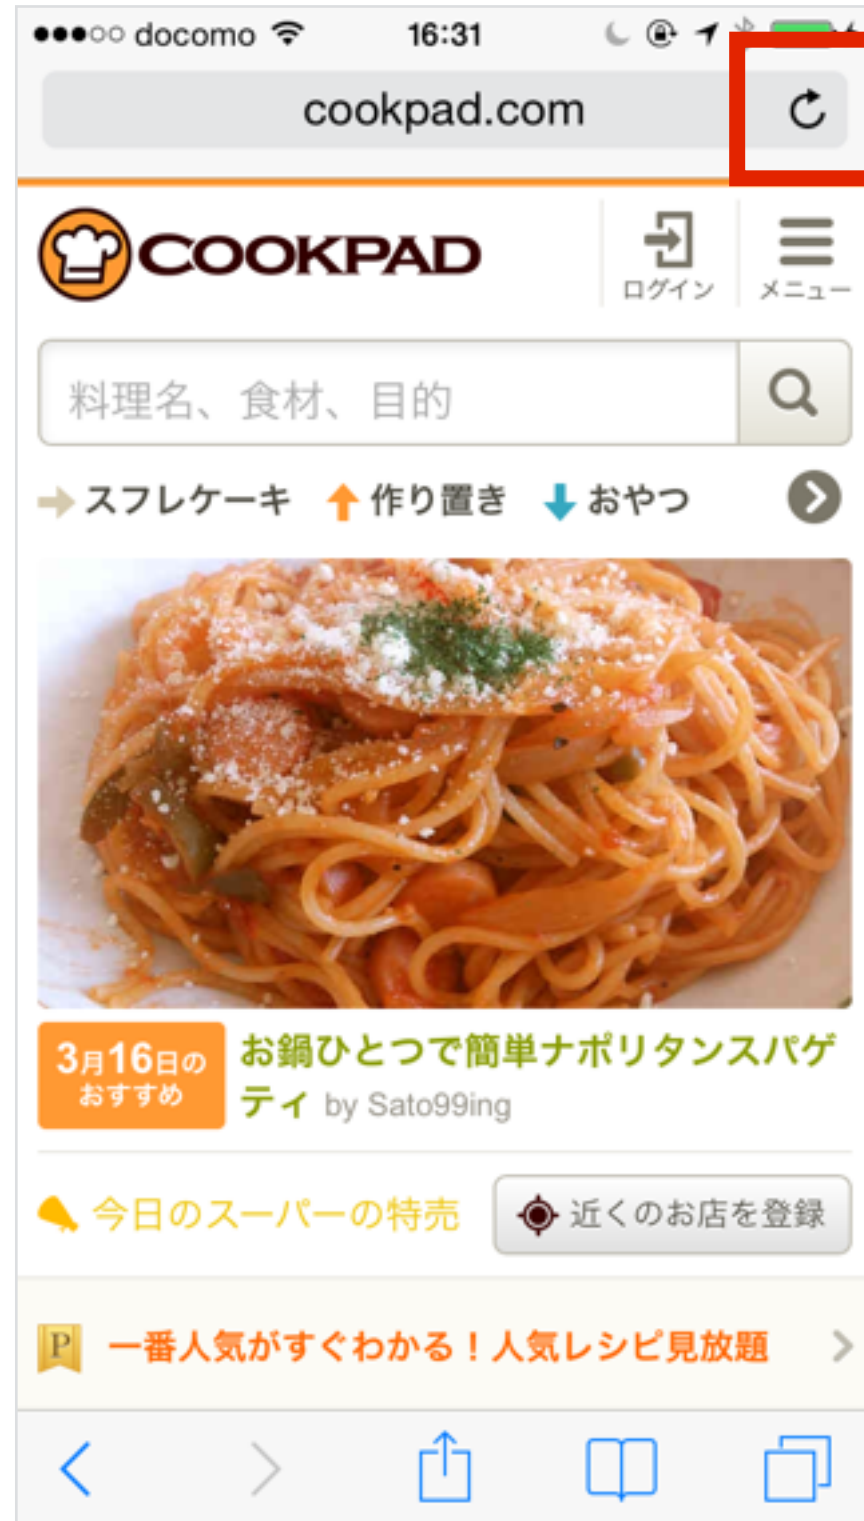 docomo 16:31
cookpad.com
COOKPAD ログイン メニュー
料理名、食材、目的
スフレケーキ 作り置き おやつ
3月16日の
おすすめ
お鍋ひとつで簡単ナポリタンスパゲ
ティ by Sato99ing
今日のスーパーの特売 近くのお店を登録
P 一番人気がすぐわかる！人気レシピ見放題